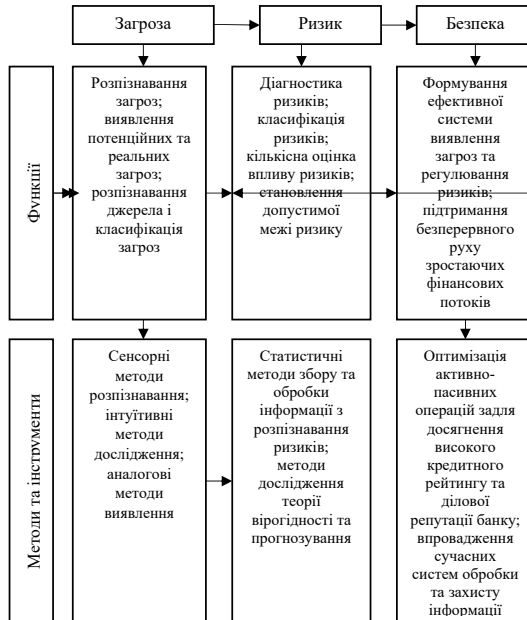 Загроза
Ризик
Безпека
Функції
Розпізнавання
загроз;
виявлення
потенційних та
реальних
загроз;
розпізнавання
джерела і
класифікація
загроз
Діагностика
ризиків;
класифікація
ризиків;
кількісна оцінка
впливу ризиків;
становлення
допустимої
межі ризику
Формування
ефективної
системи
виявлення
загроз та
регулювання
ризиків;
підтримання
безперервного
руху
зростаючих
фінансових
потоків
Методи та інструменти
Сенсорні
методи
розпізнавання;
інтуїтивні
методи
дослідження;
аналогові
методи
виявлення
Статистичні
методи збору та
обробки
інформації з
розпізнавання
ризиків;
методи
дослідження
теорії
вірогідності та
прогнозування
Оптимізація
активно-
пасивних
операцій задля
досягнення
високого
кредитного
рейтингу та
ділової
репутації банку;
впровадження
сучасних
систем обробки
та захисту
інформації